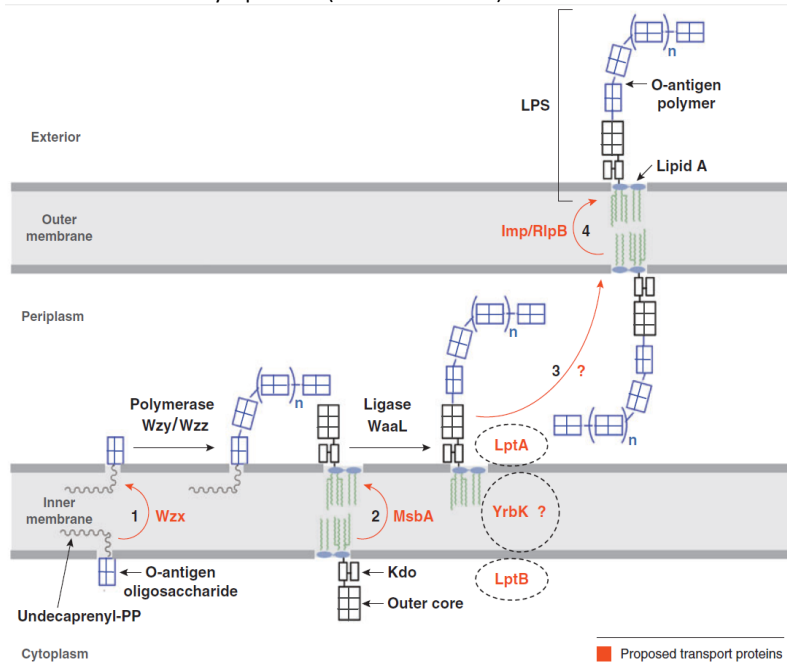 n
O-antigen
polymer
LPS
Exterior
Lipid A
Outer
membrane
Imp/RlpB
4
Periplasm
n
n
3
?
Polymerase
Wzy/Wzz
Ligase
WaaL
LptA
n
Inner
membrane
1
Wzx
2
MsbA
YrbK ?
O-antigen
oligosaccharide
Kdo
LptB
Outer core
Undecaprenyl-PP
Cytoplasm
Proposed transport proteins